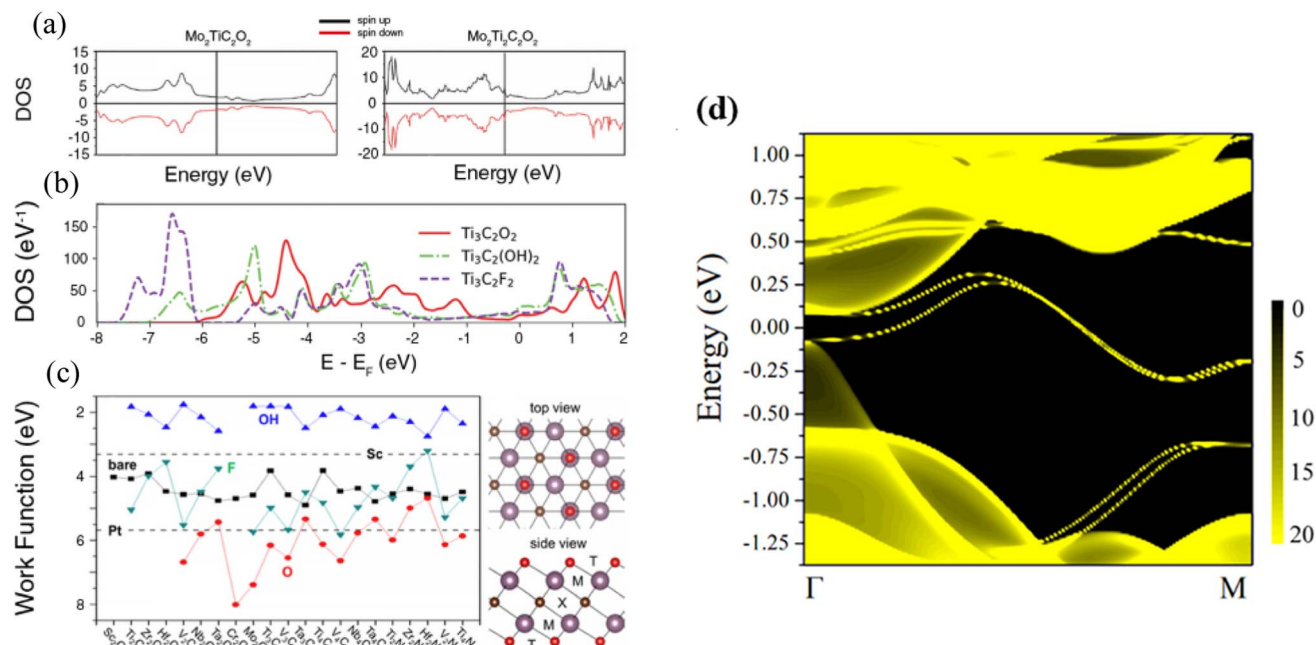 (a)
spin up
spin down
Mo₂TiC₂O₂
Mo₂Ti₂C₂O₂
DOS
15
10
5
0
-5
-10
-15
20
10
0
-10
-20
Energy (eV)
Energy (eV)
(b)
DOS (eV⁻¹)
150
100
50
0
Ti₃C₂O₂
Ti₃C₂(OH)₂
Ti₃C₂F₂
-8 -7 -6 -5 -4 -3 -2 -1 0 1 2
E - E_F (eV)
(c)
Work Function (eV)
2
4
6
8
OH
Sc
bare
F
Pt
O
top view
side view
T
M
X
M
T
(d)
Energy (eV)
1.00
0.75
0.50
0.25
0.00
-0.25
-0.50
-0.75
-1.00
-1.25
Γ M
0
5
10
15
20